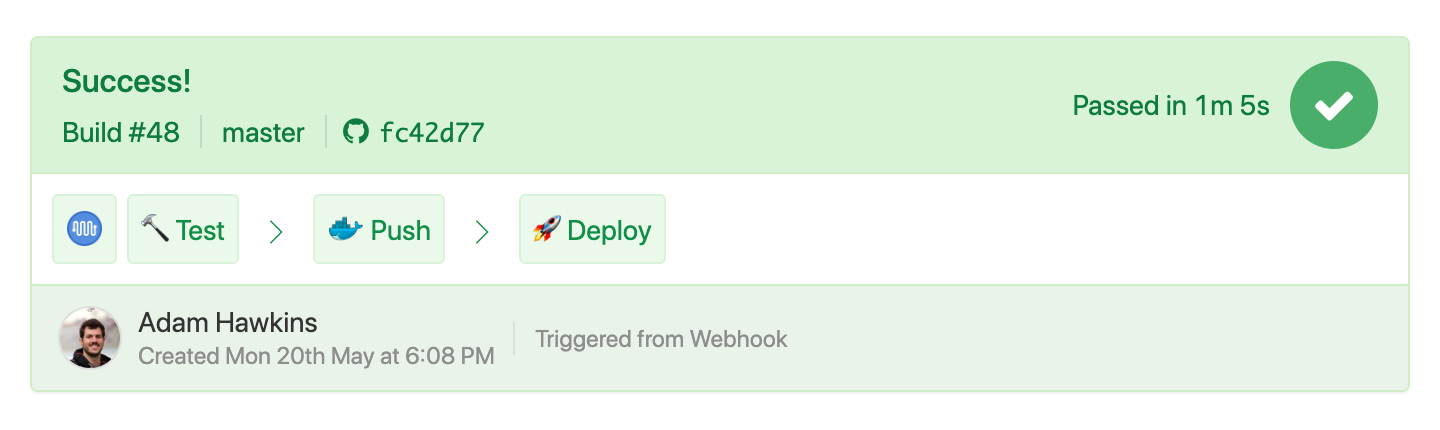 Success!
Build #48 master fc42d77
Passed in 1m 5s
Test Push Deploy
Adam Hawkins
Created Mon 20th May at 6:08 PM
Triggered from Webhook